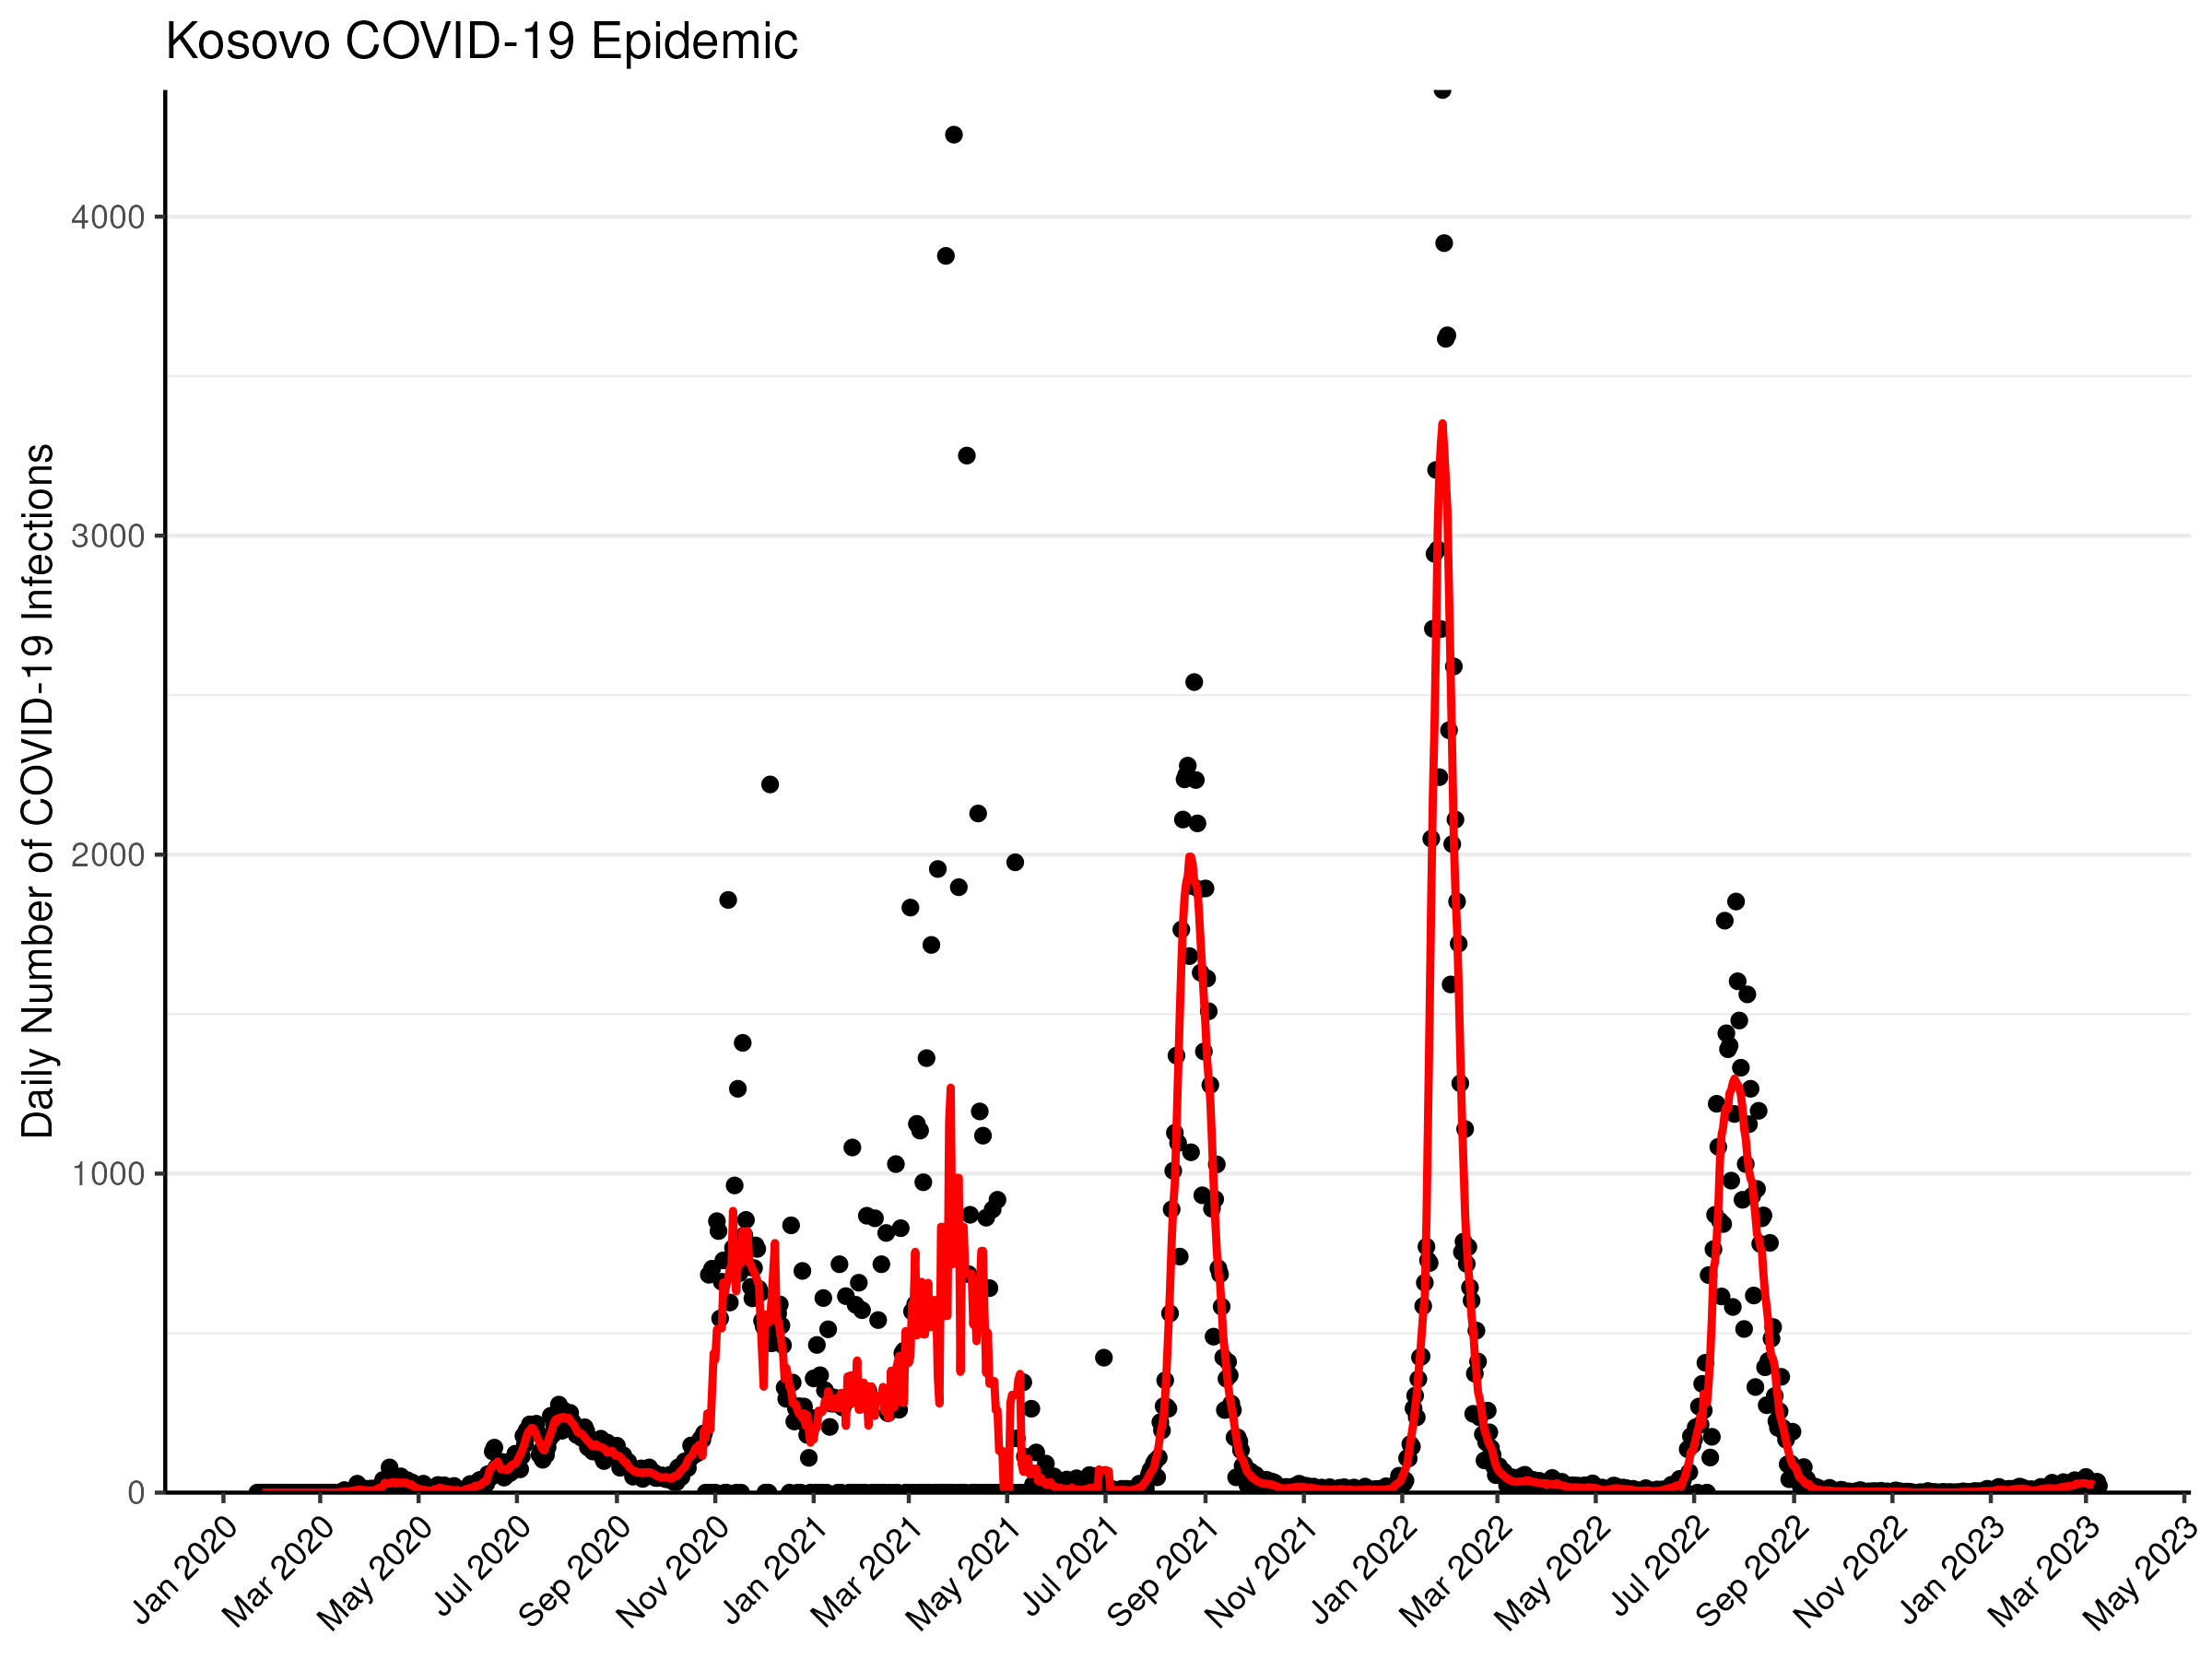 Kosovo COVID-19 Epidemic
Daily Number of COVID-19 Infections
4000
3000
2000
1000
0
Jan 2020
Mar 2020
May 2020
Jul 2020
Sep 2020
Nov 2020
Jan 2021
Mar 2021
May 2021
Jul 2021
Sep 2021
Nov 2021
Jan 2022
Mar 2022
May 2022
Jul 2022
Sep 2022
Nov 2022
Jan 2023
Mar 2023
May 2023